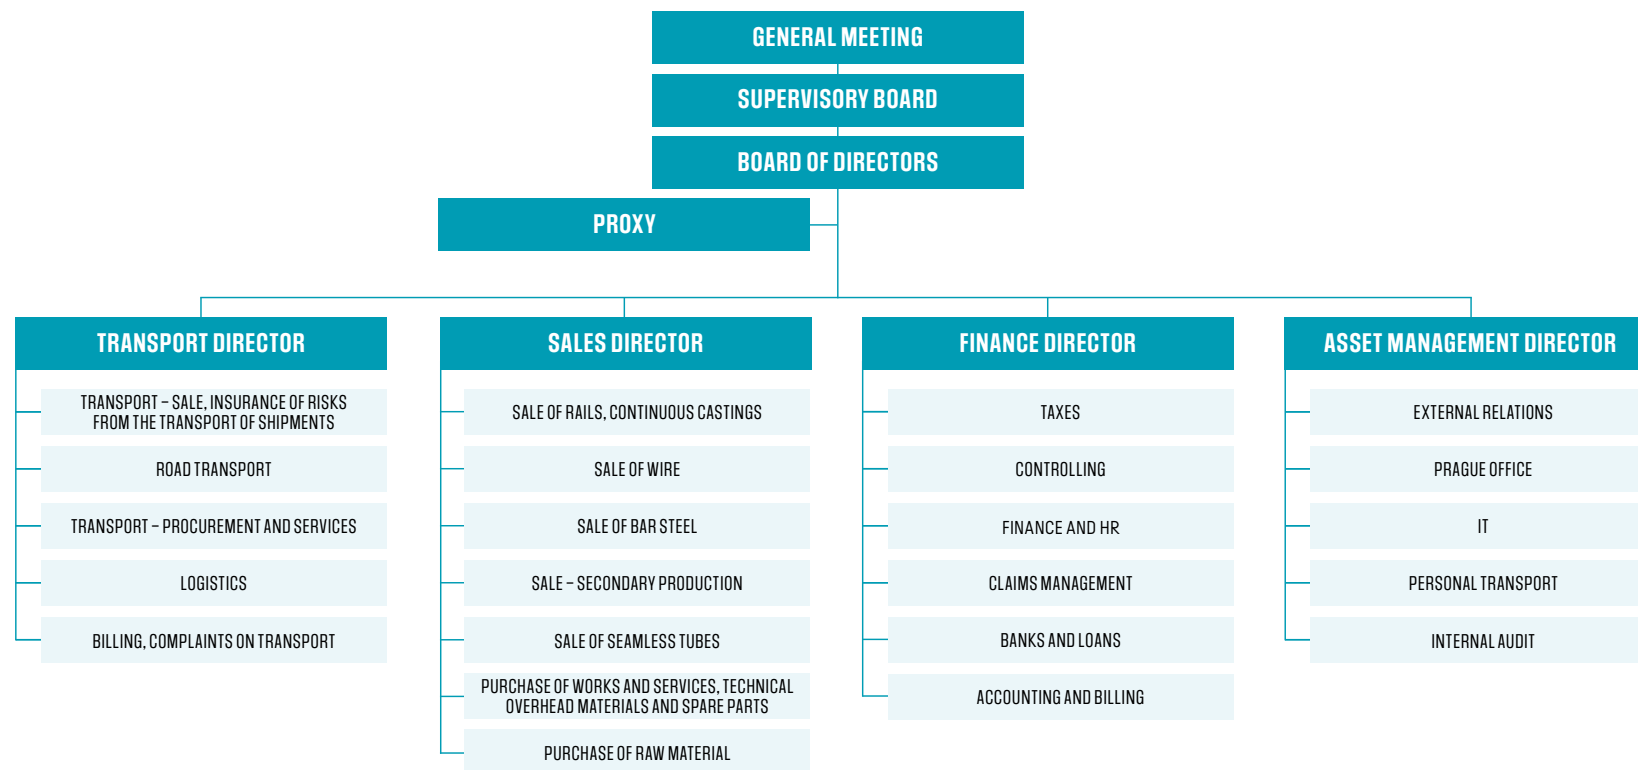 GENERAL MEETING
SUPERVISORY BOARD
BOARD OF DIRECTORS
PROXY
TRANSPORT DIRECTOR
TRANSPORT – SALE, INSURANCE OF RISKS
FROM THE TRANSPORT OF SHIPMENTS
ROAD TRANSPORT
TRANSPORT – PROCUREMENT AND SERVICES
LOGISTICS
BILLING, COMPLAINTS ON TRANSPORT
SALES DIRECTOR
SALE OF RAILS, CONTINUOUS CASTINGS
SALE OF WIRE
SALE OF BAR STEEL
SALE – SECONDARY PRODUCTION
SALE OF SEAMLESS TUBES
PURCHASE OF WORKS AND SERVICES, TECHNICAL
OVERHEAD MATERIALS AND SPARE PARTS
PURCHASE OF RAW MATERIAL
FINANCE DIRECTOR
TAXES
CONTROLLING
FINANCE AND HR
CLAIMS MANAGEMENT
BANKS AND LOANS
ACCOUNTING AND BILLING
ASSET MANAGEMENT DIRECTOR
EXTERNAL RELATIONS
PRAGUE OFFICE
IT
PERSONAL TRANSPORT
INTERNAL AUDIT